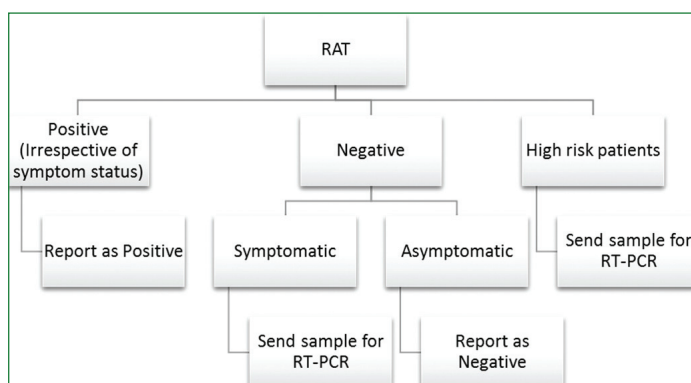 RAT
Positive
(Irrespective of
symptom status)
Negative
High risk patients
Report as Positive
Symptomatic
Asymptomatic
Send sample for
RT-PCR
Send sample for
RT-PCR
Report as
Negative